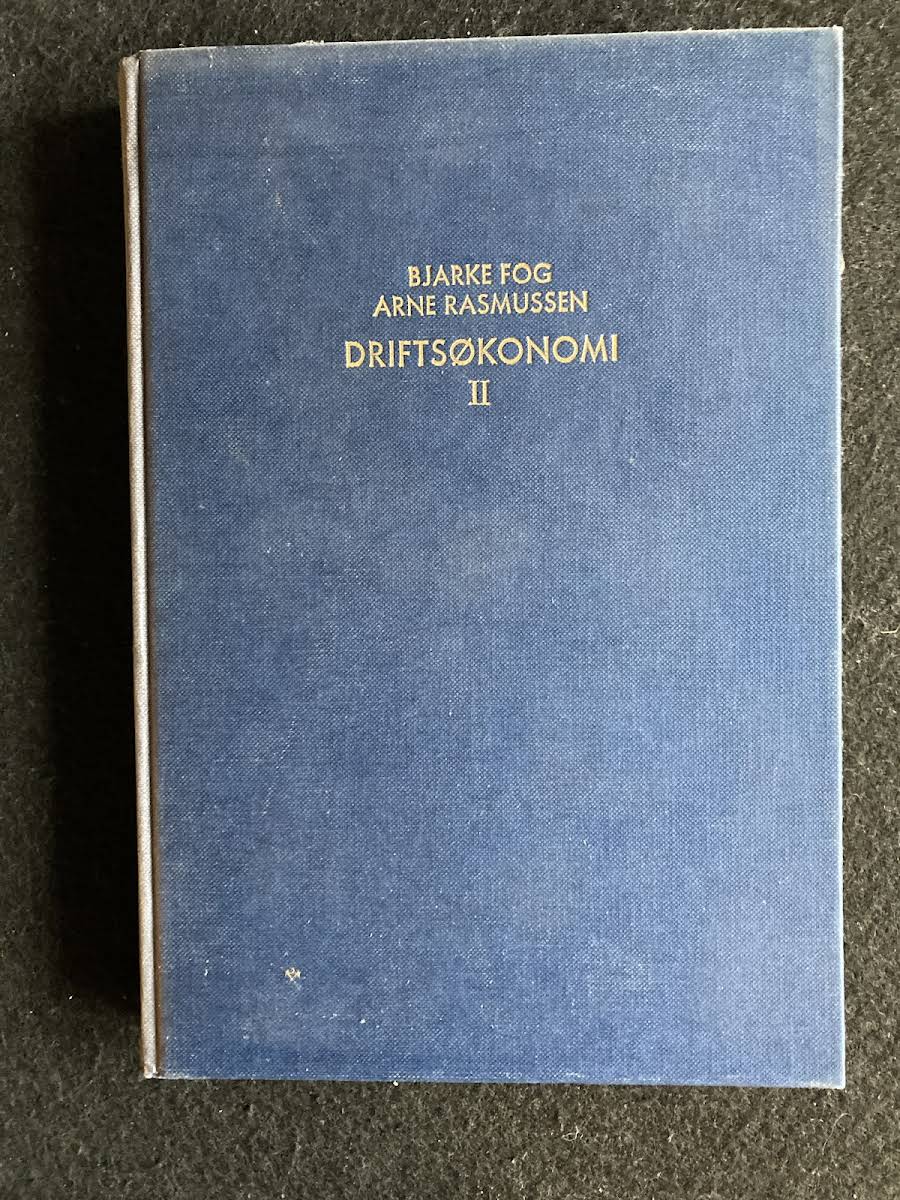 BJARKE FOG
ARNE RASMUSSEN
DRIFTSØKONOMI
II